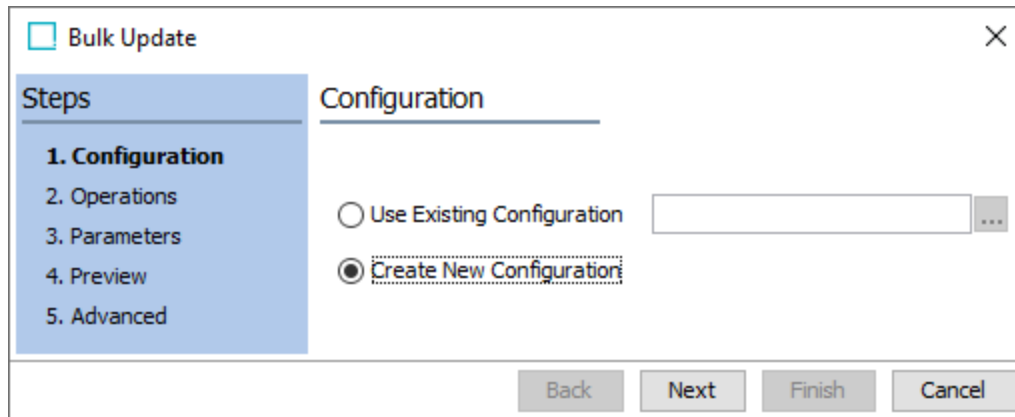 Bulk Update
Steps
1. Configuration
2. Operations
3. Parameters
4. Preview
5. Advanced
Configuration
Use Existing Configuration
...
Create New Configuration
Back
Next
Finish
Cancel